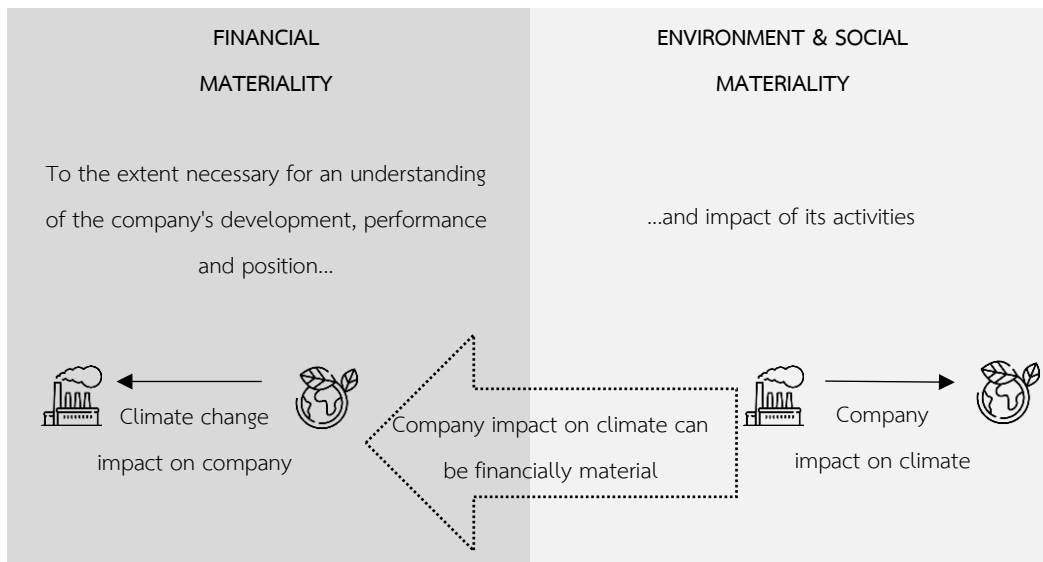 FINANCIAL
MATERIALITY
To the extent necessary for an understanding
of the company's development, performance
and position...
ENVIRONMENT & SOCIAL
MATERIALITY
...and impact of its activities
Climate change
impact on company
Company impact on climate can
be financially material
Company
impact on climate